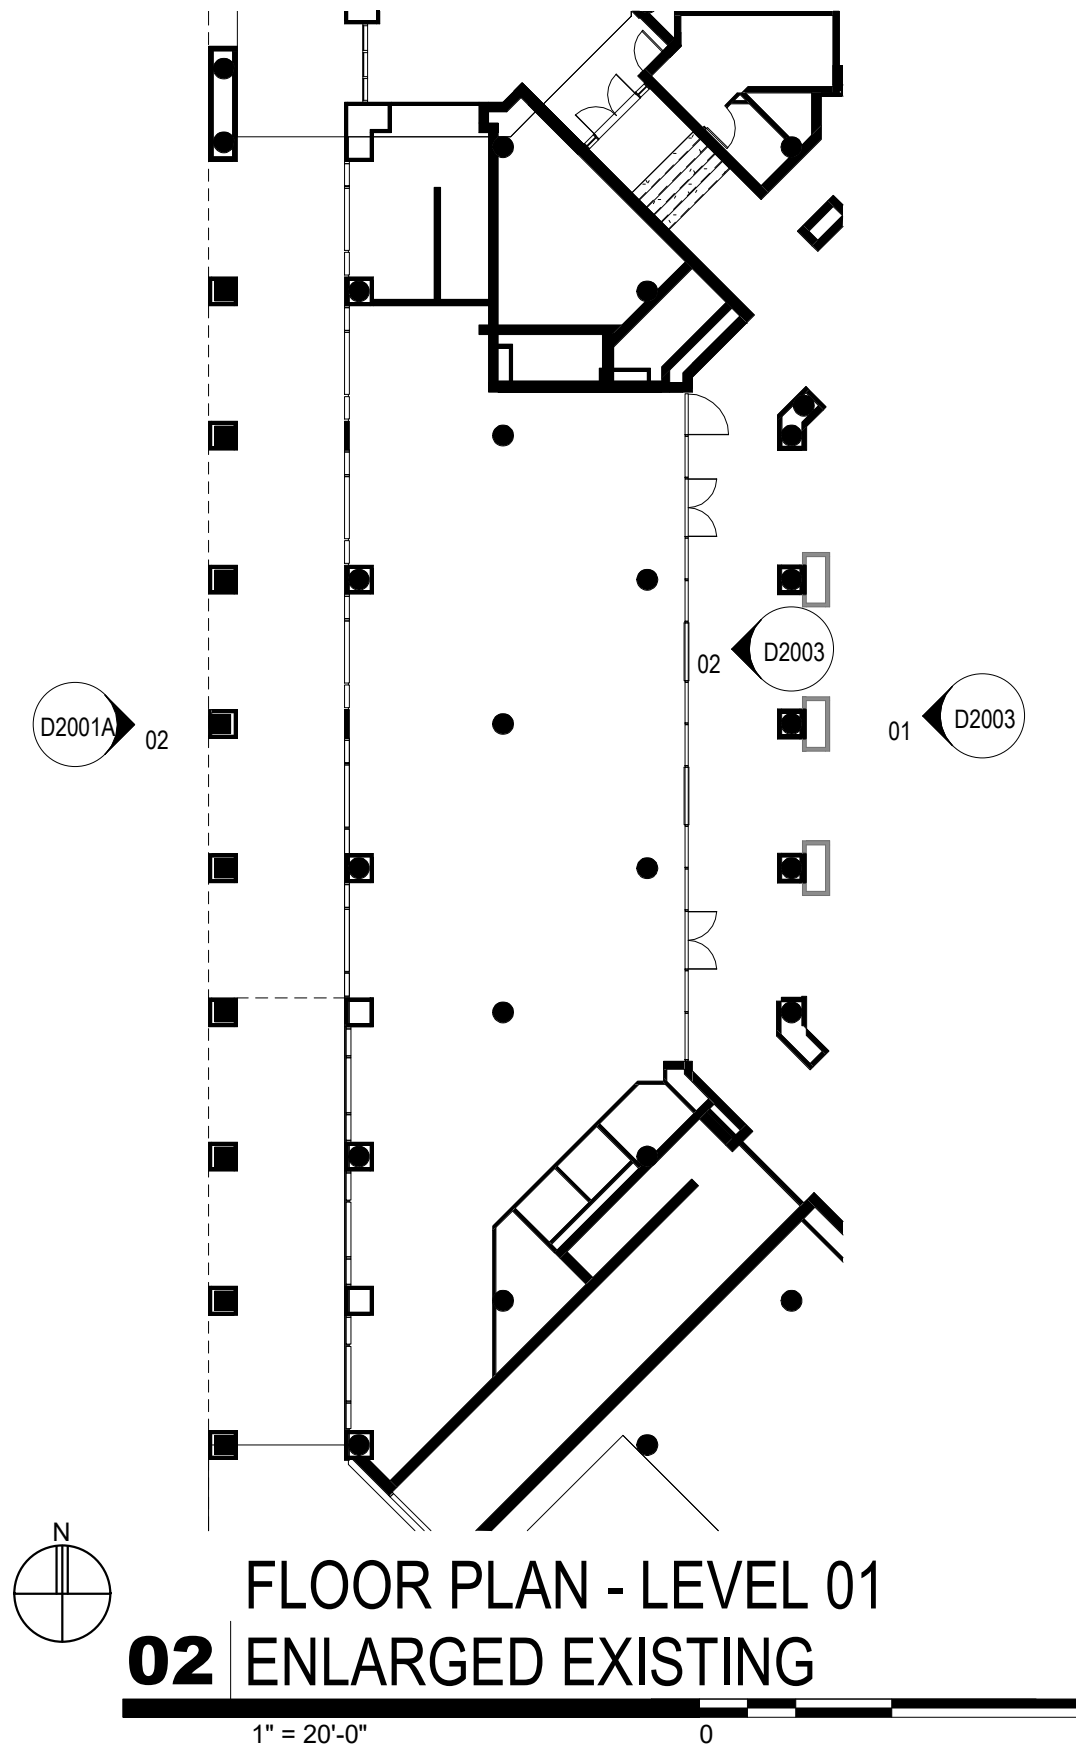 D2003
02
D2001A
02
01
D2003
N
FLOOR PLAN - LEVEL 01
02
ENLARGED EXISTING
1" = 20'-0"
0